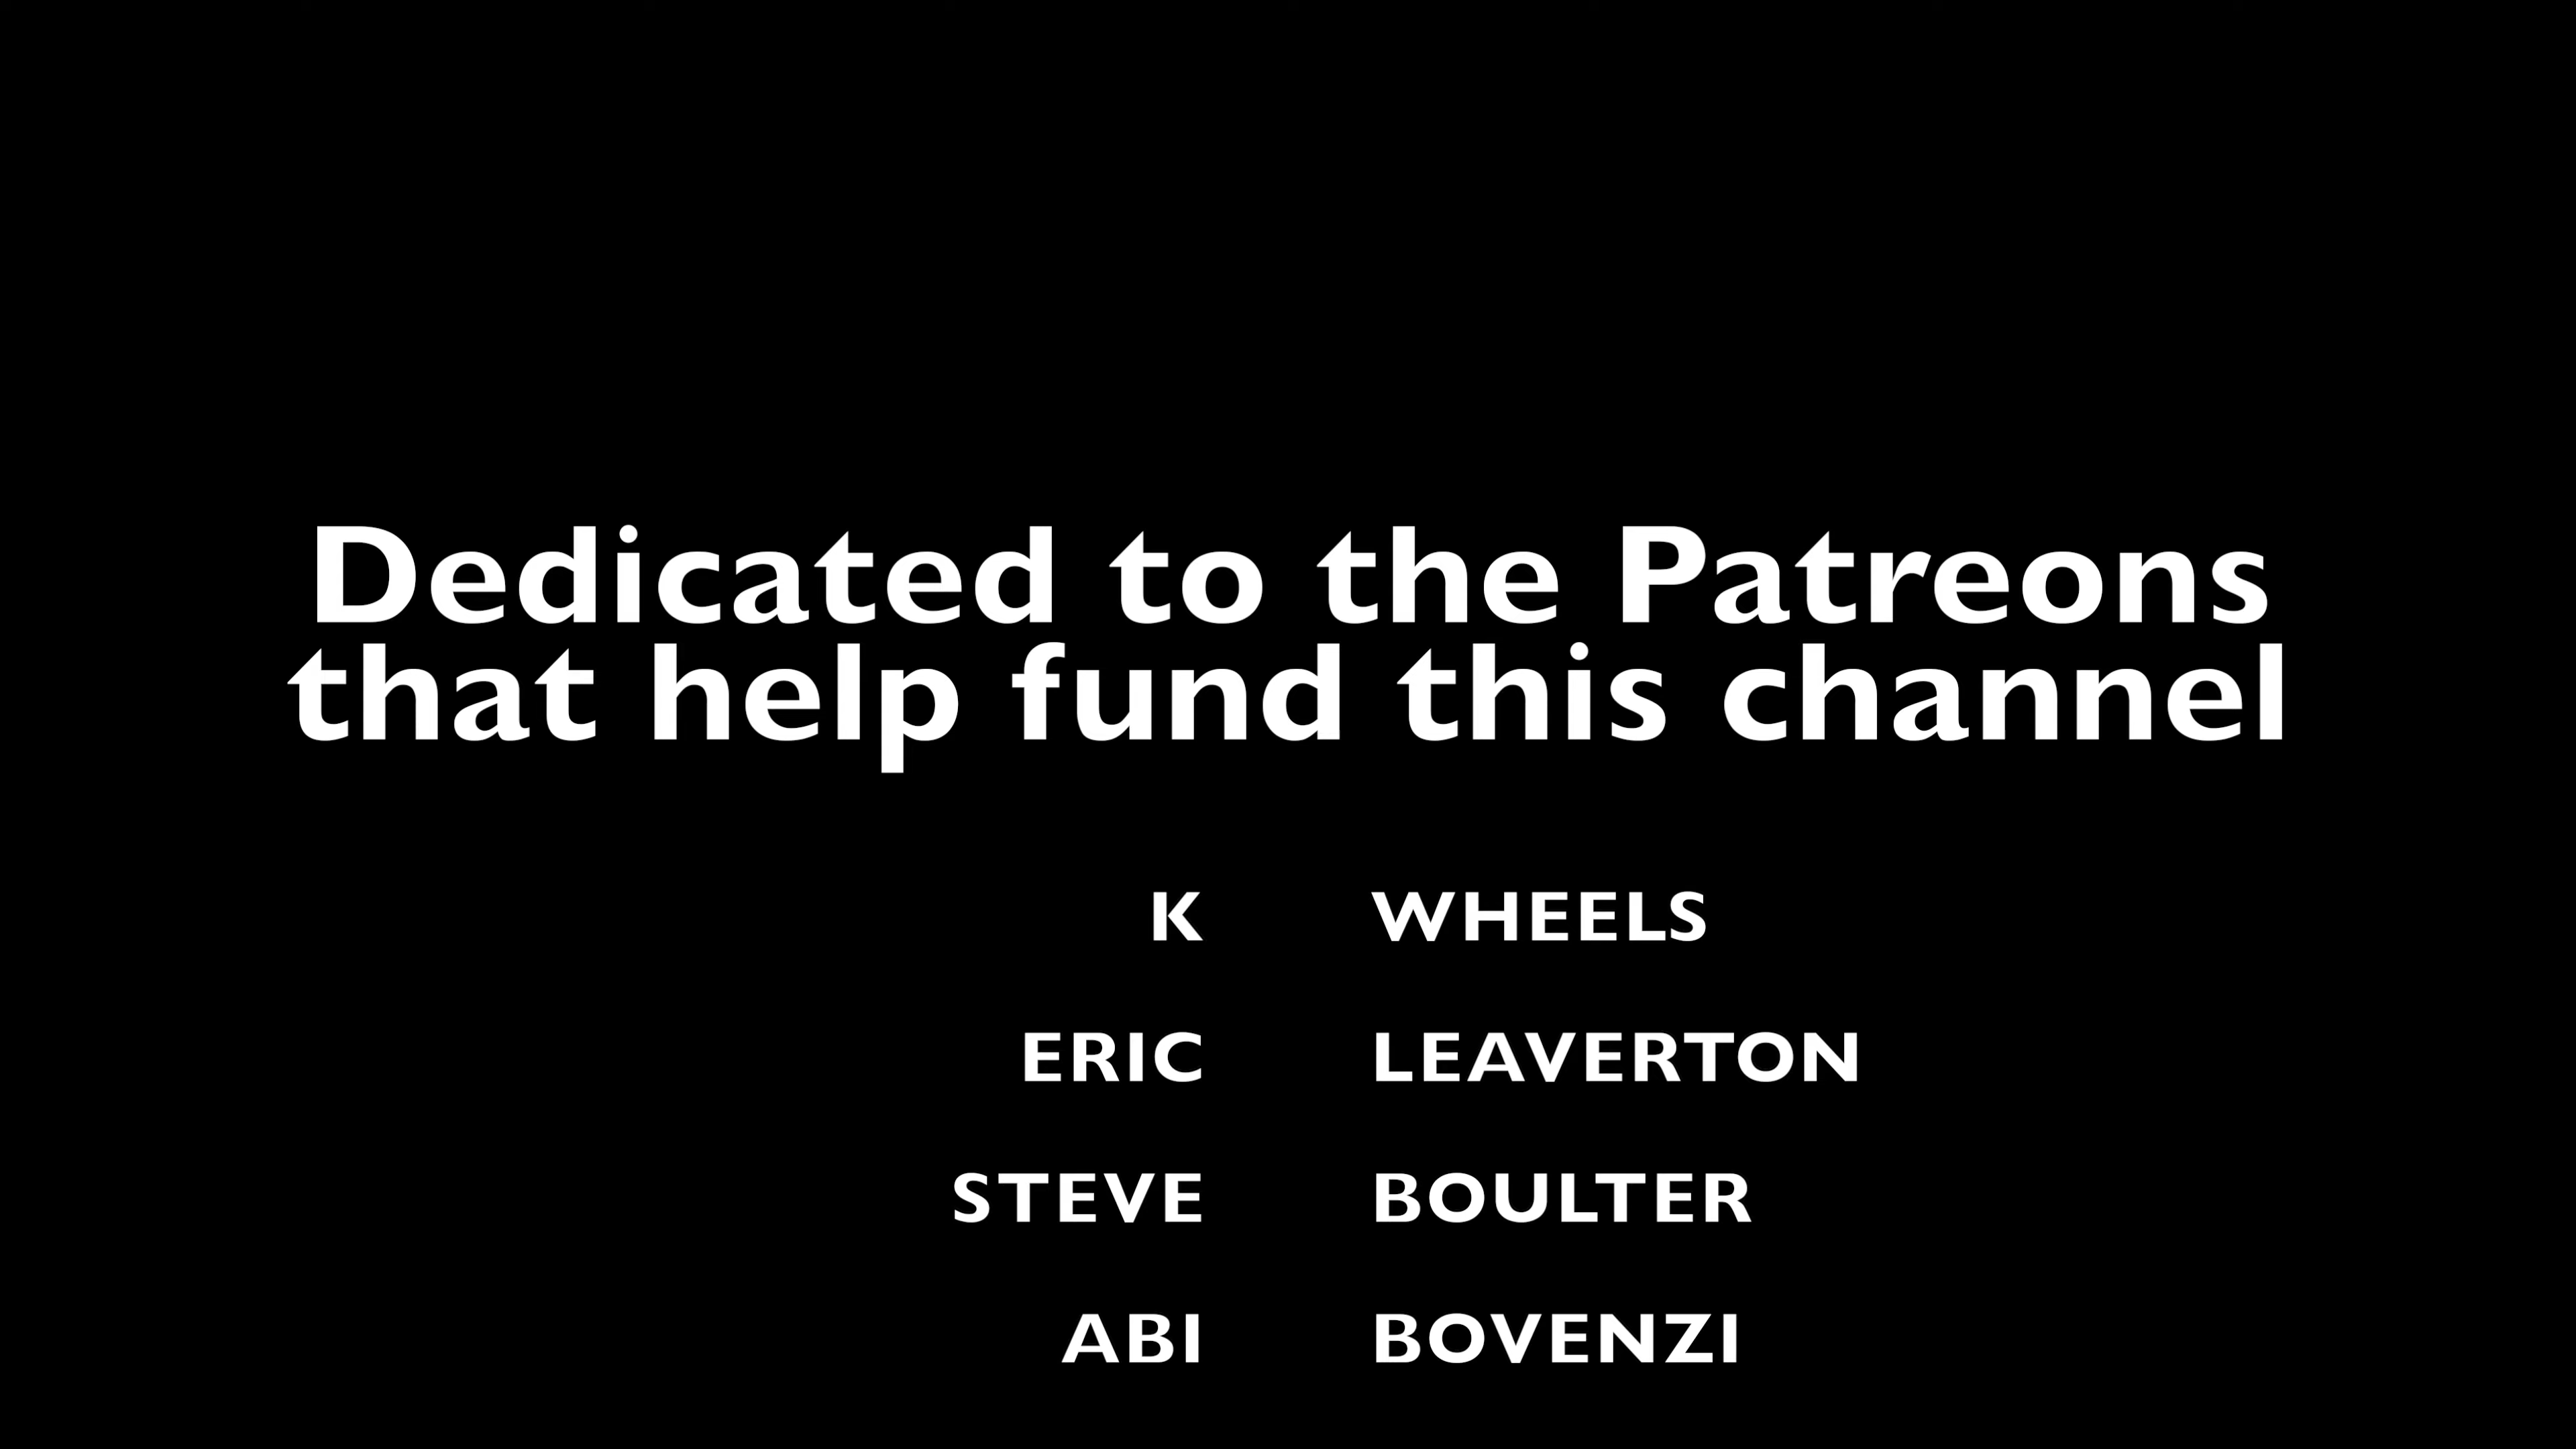 Dedicated to the Patreons
that help fund this channel
K WHEELS
ERIC LEAVERTON
STEVE BOULTER
ABI BOVENZI